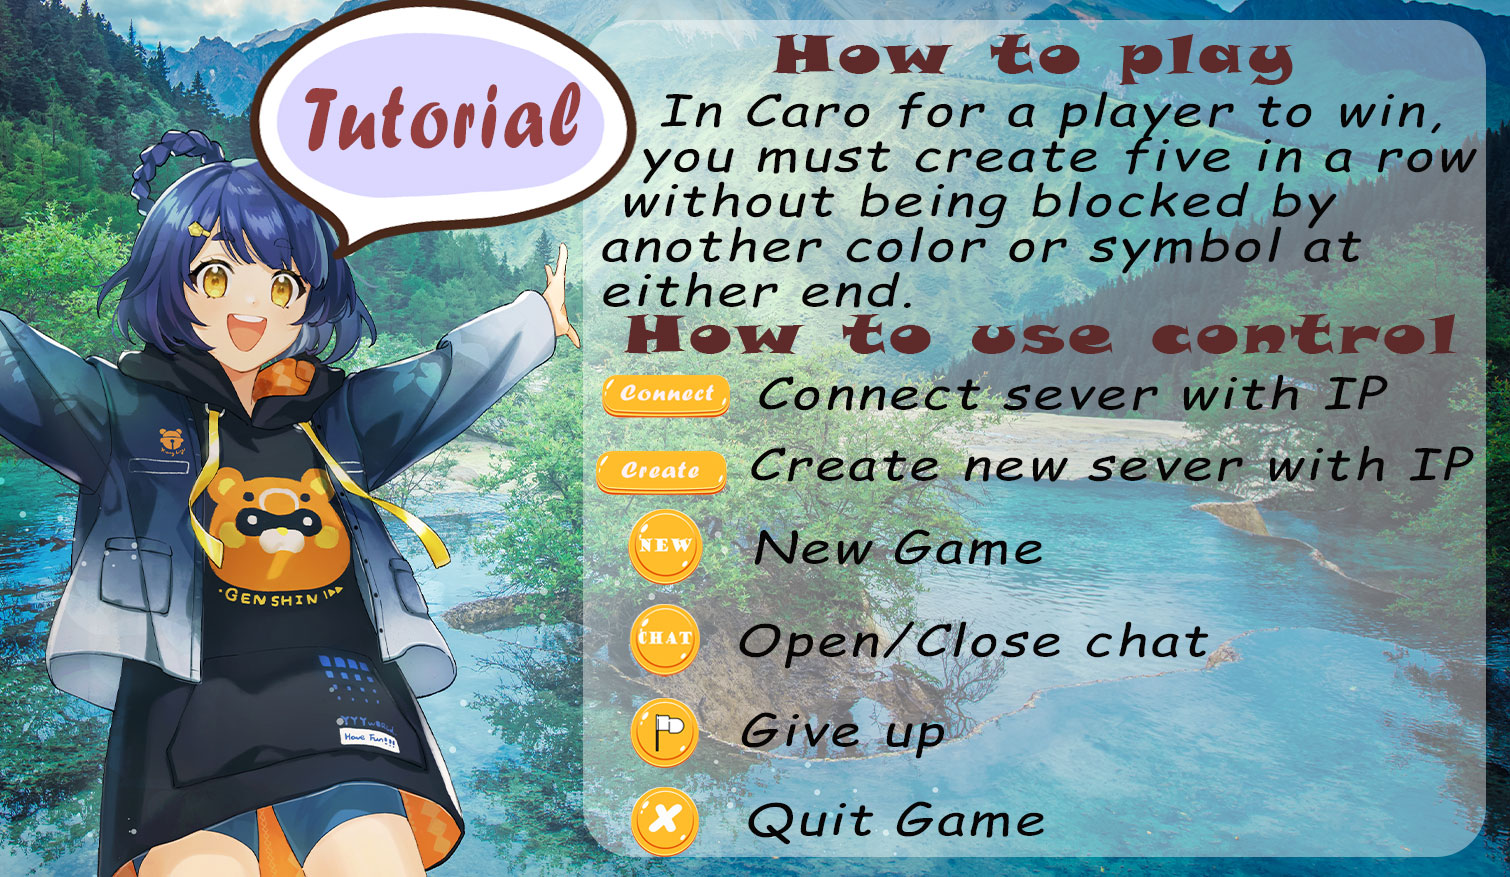 Tutorial
How to play
In Caro for a player to win,
you must create five in a row
without being blocked by
another color or symbol at
either end.
How to use control
Connect Connect sever with IP
Create Create new sever with IP
NEW New Game
CHAT Open/Close chat
Give up
Quit Game
GENSHIN
Have Fun!!!